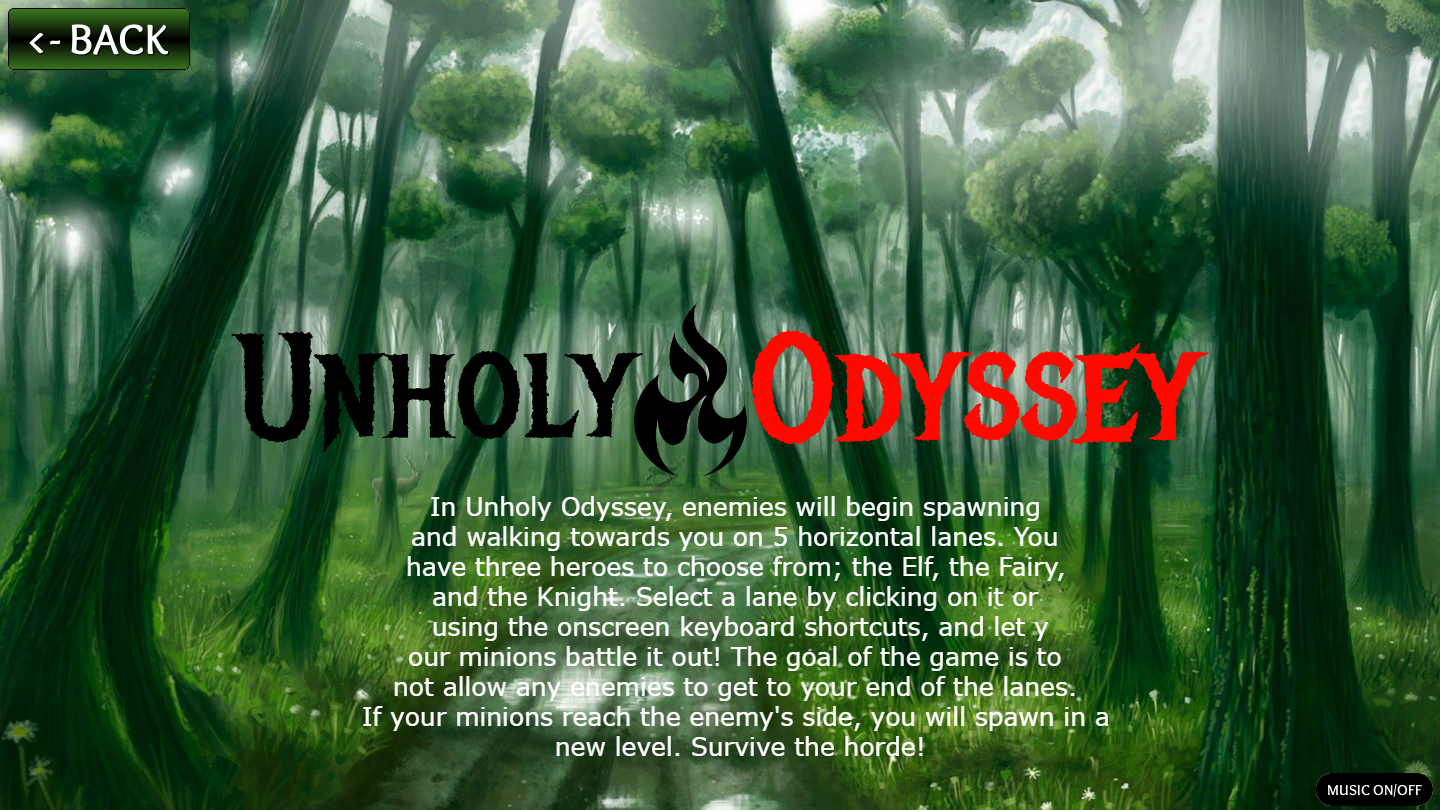 <- BACK
UNHOLY ODYSSEY
In Unholy Odyssey, enemies will begin spawning
and walking towards you on 5 horizontal lanes. You
have three heroes to choose from; the Elf, the Fairy,
and the Knight. Select a lane by clicking on it or
using the onscreen keyboard shortcuts, and let y
our minions battle it out! The goal of the game is to
not allow any enemies to get to your end of the lanes.
If your minions reach the enemy's side, you will spawn in a
new level. Survive the horde!
MUSIC ON/OFF